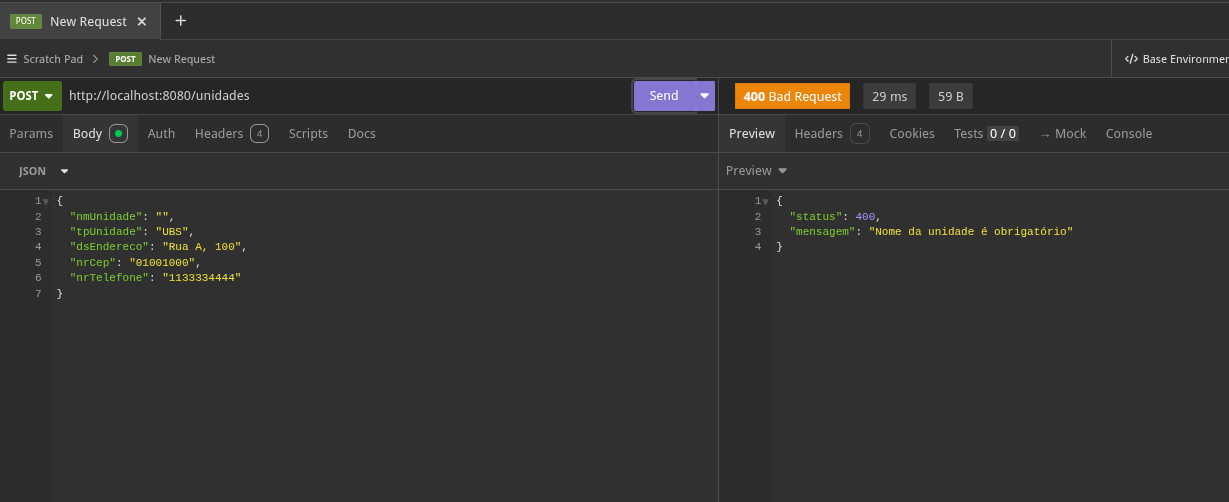 POST New Request
Scratch Pad POST New Request Base Environmen
POST http://localhost:8080/unidades Send 400 Bad Request 29 ms 59 B
Params Body Auth Headers 4 Scripts Docs Preview Headers 4 Cookies Tests 0 / 0 → Mock Console
JSON Preview
1 {
2 "nmUnidade": "",
3 "tpUnidade": "UBS",
4 "dsEndereco": "Rua A, 100",
5 "nrCep": "01001000",
6 "nrTelefone": "1133334444"
7 }
1 {
2 "status": 400,
3 "mensagem": "Nome da unidade é obrigatório"
4 }